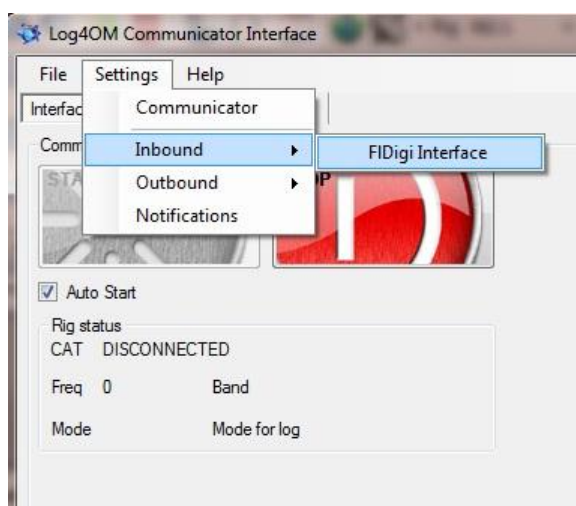 Log4OM Communicator Interface
File Settings Help
Communicator
Inbound
FlDigi Interface
Outbound
Notifications
Auto Start
Rig status
CAT DISCONNECTED
Freq 0 Band
Mode Mode for log